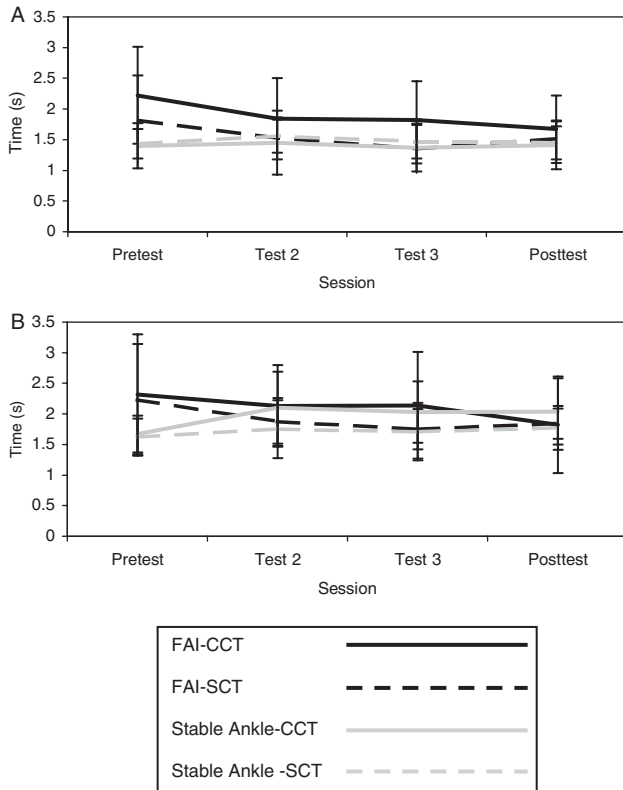 A
3.5
3
2.5
2
1.5
1
0.5
0
Time (s)
Pretest Test 2 Test 3 Posttest
Session
B
3.5
3
2.5
2
1.5
1
0.5
0
Time (s)
Pretest Test 2 Test 3 Posttest
Session
FAI-CCT
FAI-SCT
Stable Ankle-CCT
Stable Ankle -SCT